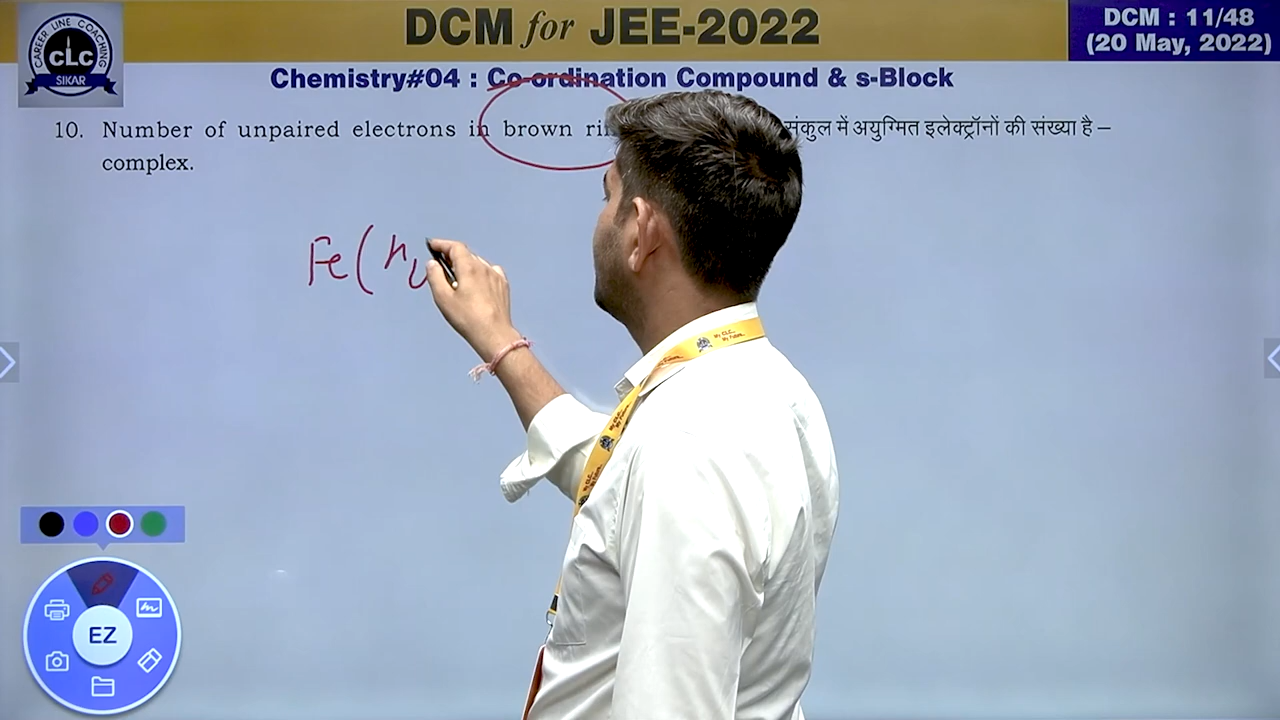 DCM for JEE-2022
DCM : 11/48
(20 May, 2022)
CAREER LINE COACHING
CLC
SIKAR
Chemistry#04 : Co-ordination Compound & s-Block
10. Number of unpaired electrons in brown संकुल में अयुग्मित इलेक्ट्रॉनों की संख्या है –
complex.
Fe(
EZ